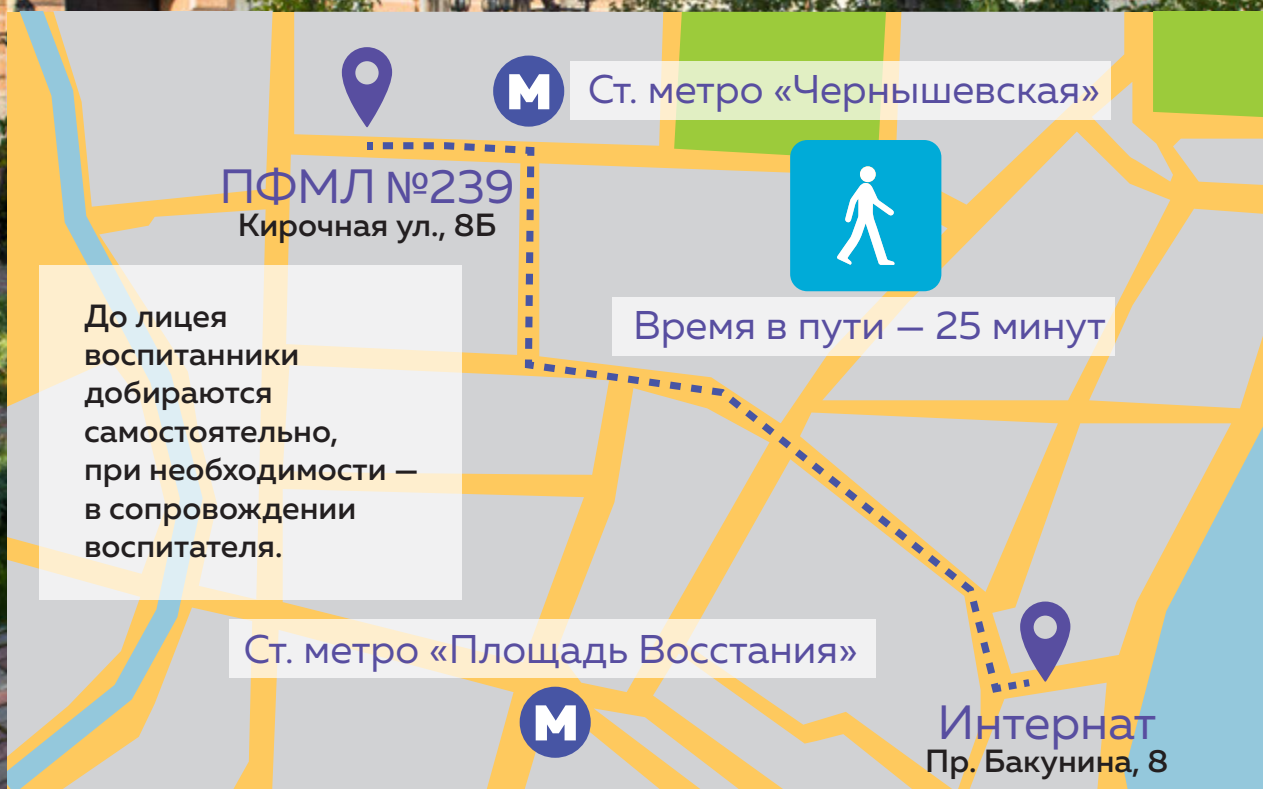 М
Ст. метро «Чернышевская»
ПФМЛ №239
Кирочная ул., 8Б
До лицея
воспитанники
добираются
самостоятельно,
при необходимости —
в сопровождении
воспитателя.
Время в пути — 25 минут
Ст. метро «Площадь Восстания»
М
Интернат
Пр. Бакунина, 8